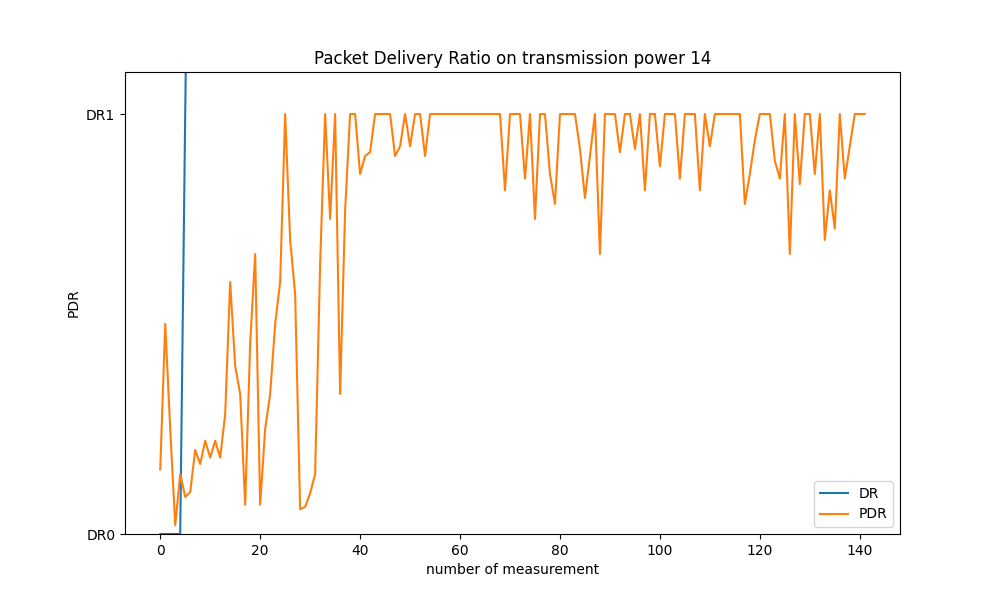 Packet Delivery Ratio on transmission power 14
DR1
PDR
DR0
DR
PDR
0 20 40 60 80 100 120 140
number of measurement